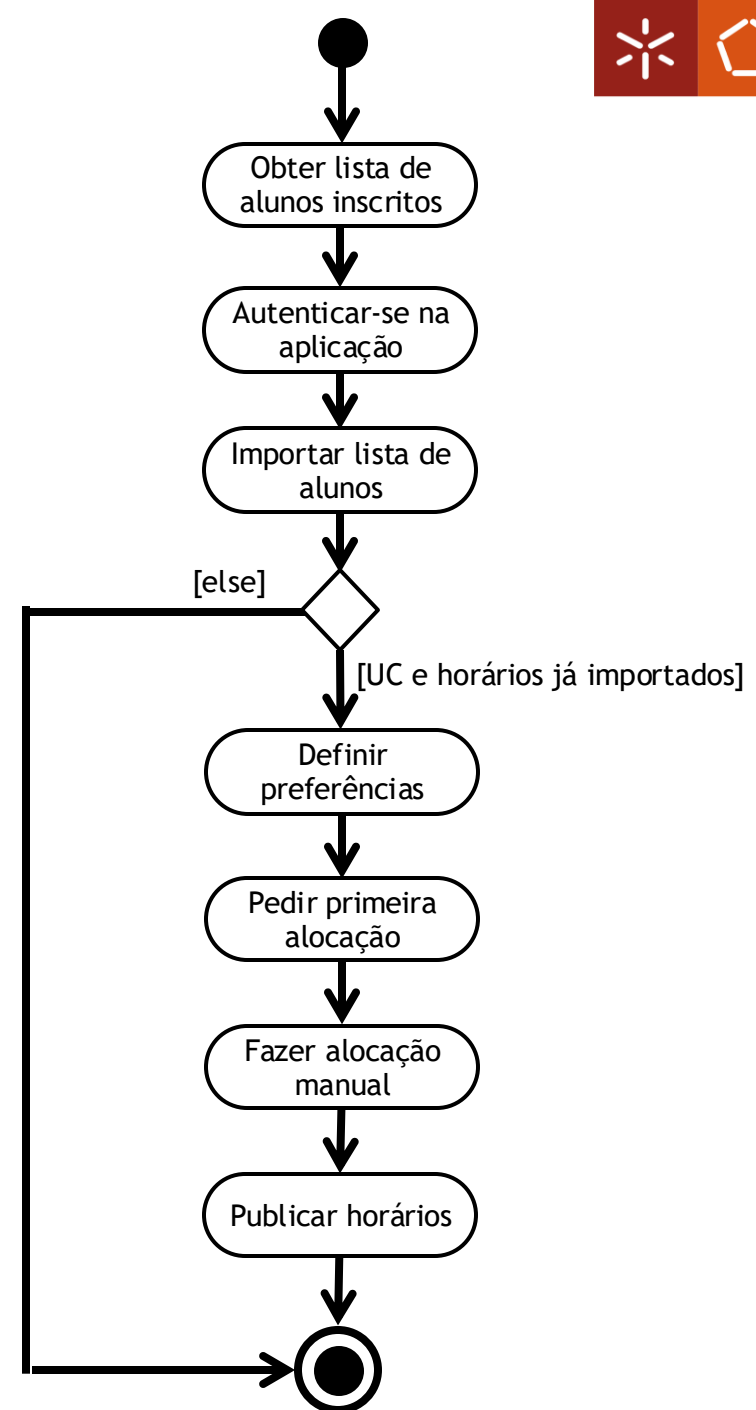 Obter lista de
alunos inscritos
Autenticar-se na
aplicação
Importar lista de
alunos
[else]
[UC e horários já importados]
Definir
preferências
Pedir primeira
alocação
Fazer alocação
manual
Publicar horários